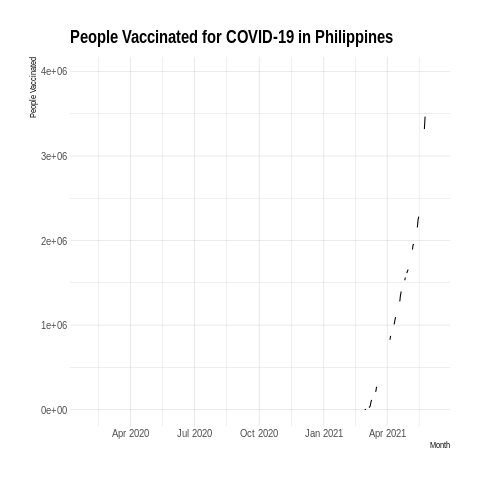 People Vaccinated for COVID-19 in Philippines
People Vaccinated
4e+06
3e+06
2e+06
1e+06
0e+00
Apr 2020
Jul 2020
Oct 2020
Jan 2021
Apr 2021
Month